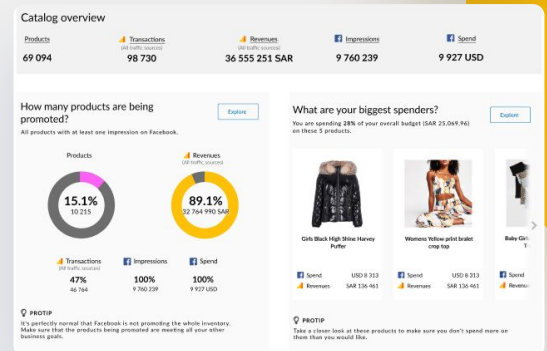 Catalog overview
Products
Transactions
(All traffic sources)
Revenues
(All traffic sources)
Impressions
Spend
69 094
98 730
36 555 251 SAR
9 760 239
9 927 USD
How many products are being
promoted?
Explore
All products with at least one impression on Facebook.
Products
Revenues
(All traffic sources)
15.1%
10 215
89.1%
32 764 990 SAR
Transactions
(All traffic sources)
Impressions
Spend
47%
100%
100%
46 764
9 760 239
9 927 USD
PROTIP
It's perfectly normal that Facebook is not promoting the whole inventory.
Make sure that the products being promoted are meeting all your other
business goals.
What are your biggest spenders?
Explore
You are spending 28% of your overall budget (SAR 25,069.96)
on these 5 products.
Girls Black High Shine Harvey
Puffer
Womens Yellow print bralet
crop top
Baby Girls
T
Spend USD 8 313
Revenues SAR 136 461
Spend USD 8 313
Revenues SAR 136 461
Spend
Revenue
PROTIP
Take a closer look at these products to make sure you don't spend more on
them than you would like.